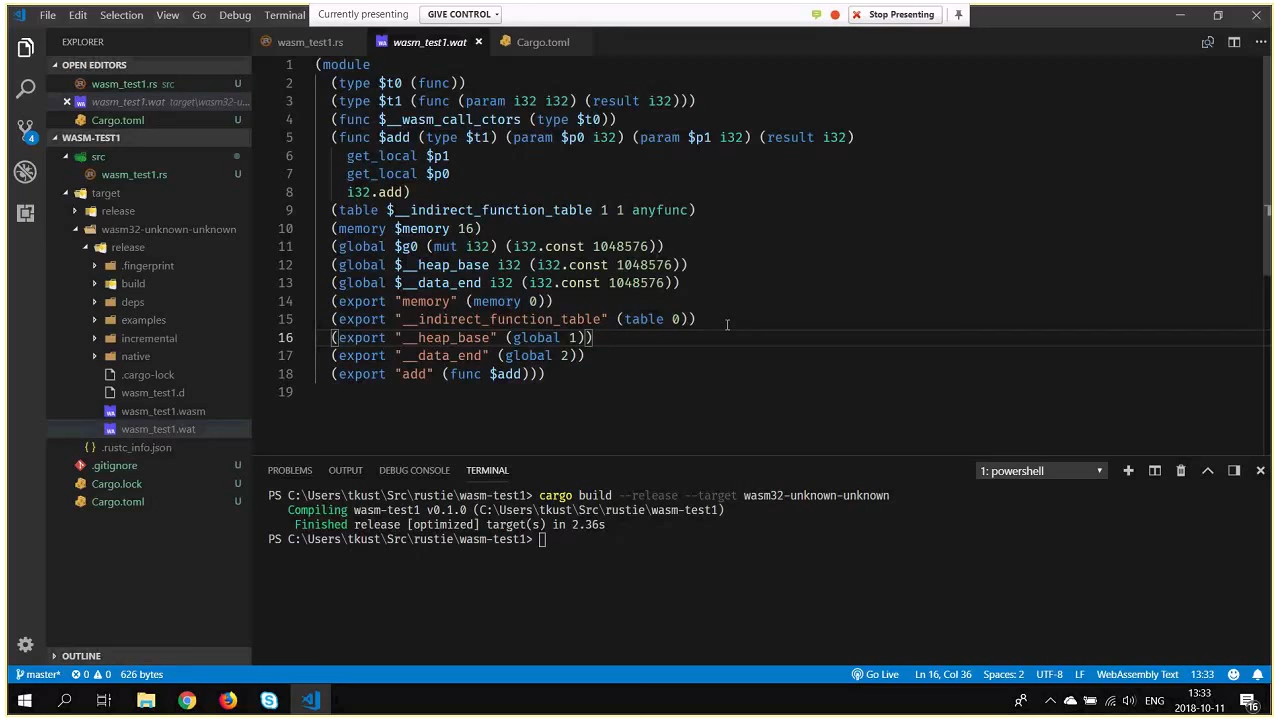 File Edit Selection View Go Debug Terminal
Currently presenting GIVE CONTROL Stop Presenting
EXPLORER
wasm_test1.rs wasm_test1.wat Cargo.toml
OPEN EDITORS
wasm_test1.rs src U
wasm_test1.wat target\wasm32-u... U
Cargo.toml U
WASM-TEST1
src
wasm_test1.rs U
target
release
wasm32-unknown-unknown
release
.fingerprint
build
deps
examples
incremental
native
.cargo-lock
wasm_test1.d
wasm_test1.wasm
wasm_test1.wat
.rustc_info.json
.gitignore U
Cargo.lock U
Cargo.toml U
OUTLINE
4
1 (module
2 (type $t0 (func))
3 (type $t1 (func (param i32 i32) (result i32)))
4 (func $__wasm_call_ctors (type $t0))
5 (func $add (type $t1) (param $p0 i32) (param $p1 i32) (result i32)
6 get_local $p1
7 get_local $p0
8 i32.add)
9 (table $__indirect_function_table 1 1 anyfunc)
10 (memory $memory 16)
11 (global $g0 (mut i32) (i32.const 1048576))
12 (global $__heap_base i32 (i32.const 1048576))
13 (global $__data_end i32 (i32.const 1048576))
14 (export "memory" (memory 0))
15 (export "__indirect_function_table" (table 0))
16 (export "__heap_base" (global 1))
17 (export "__data_end" (global 2))
18 (export "add" (func $add)))
19
PROBLEMS OUTPUT DEBUG CONSOLE TERMINAL 1: powershell
PS C:\Users\tkust\Src\rustie\wasm-test1> cargo build --release --target wasm32-unknown-unknown
Compiling wasm-test1 v0.1.0 (C:\Users\tkust\Src\rustie\wasm-test1)
Finished release [optimized] target(s) in 2.36s
PS C:\Users\tkust\Src\rustie\wasm-test1>
master* 0 0 626 bytes Go Live Ln 16, Col 36 Spaces: 2 UTF-8 LF WebAssembly Text 13:33
ENG 13:33
2018-10-11 16